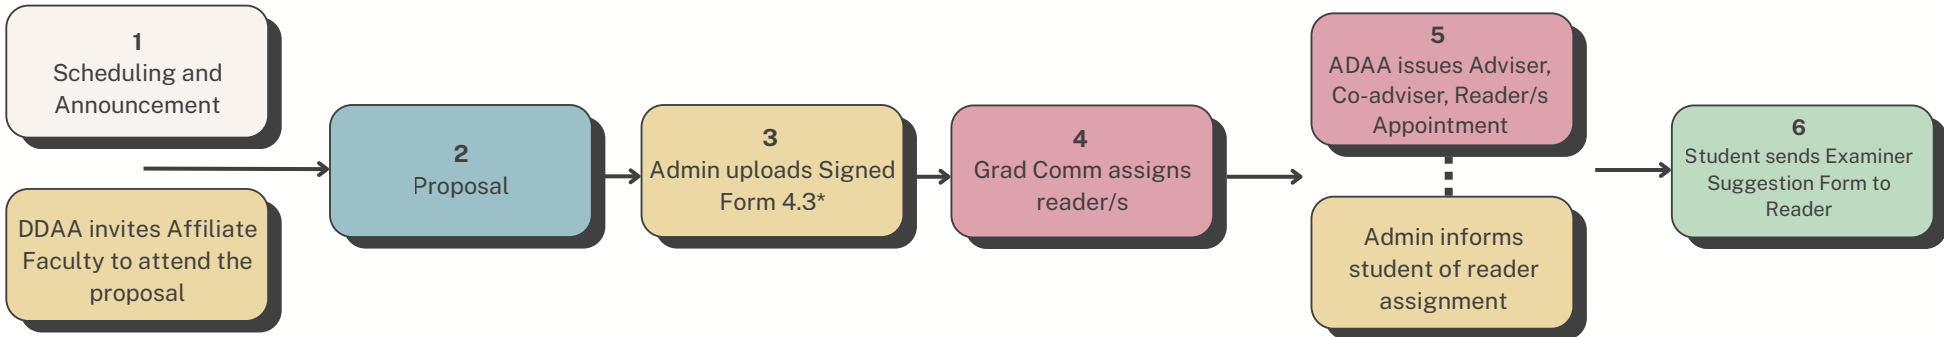 1
Scheduling and
Announcement
DDAA invites Affiliate
Faculty to attend the
proposal
2
Proposal
3
Admin uploads Signed
Form 4.3*
4
Grad Comm assigns
reader/s
5
ADAA issues Adviser,
Co-adviser, Reader/s
Appointment
Admin informs
student of reader
assignment
6
Student sends Examiner
Suggestion Form to
Reader